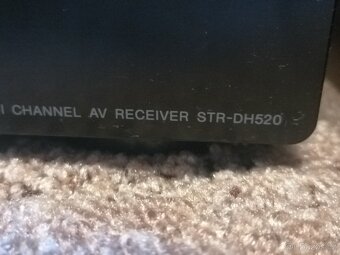 CHANNEL AV RECEIVER STR-DH520